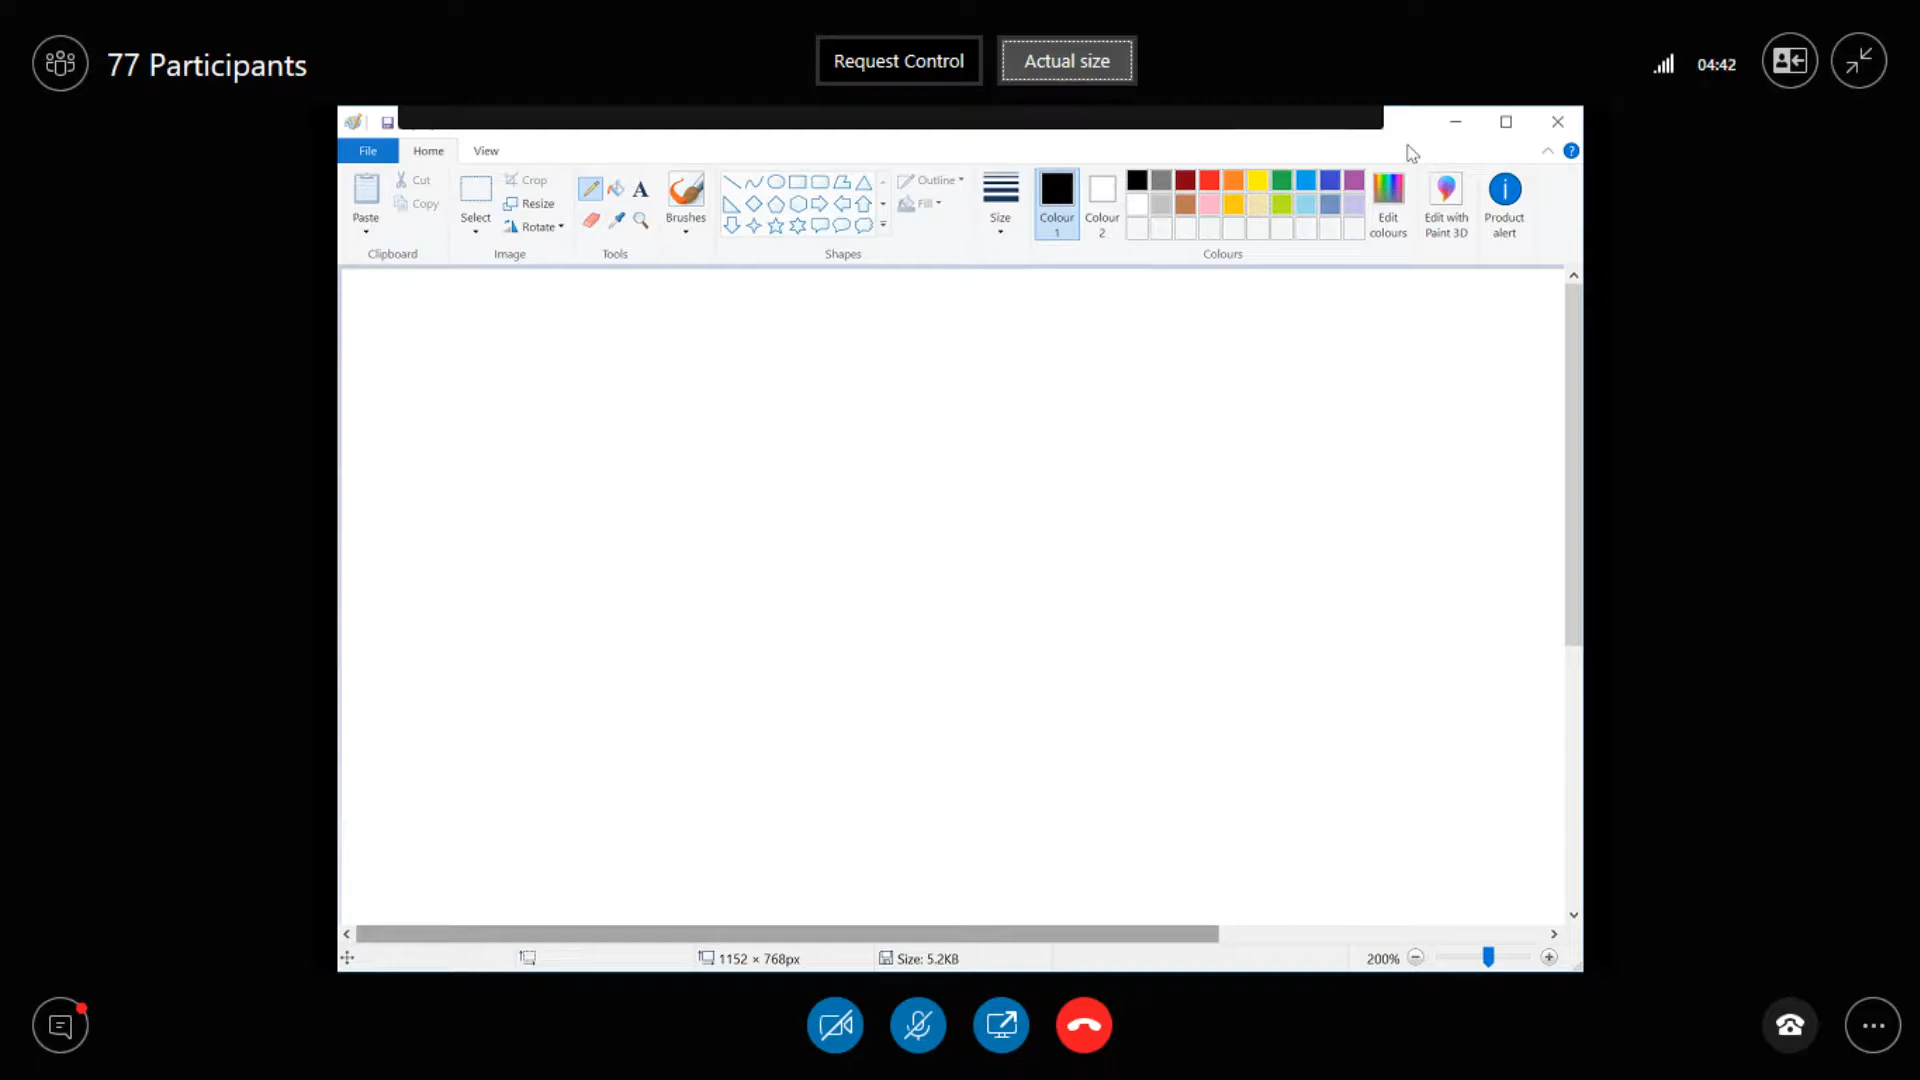 77 Participants
Request Control
Actual size
04:42
File
Home
View
Paste
Cut
Copy
Clipboard
Select
Crop
Resize
Rotate
Image
A
Tools
Brushes
Outline
Fill
Shapes
Size
Colour
1
Colour
2
Edit
colours
Colours
Edit with
Paint 3D
Product
alert
1152 × 768px
Size: 5.2KB
200%